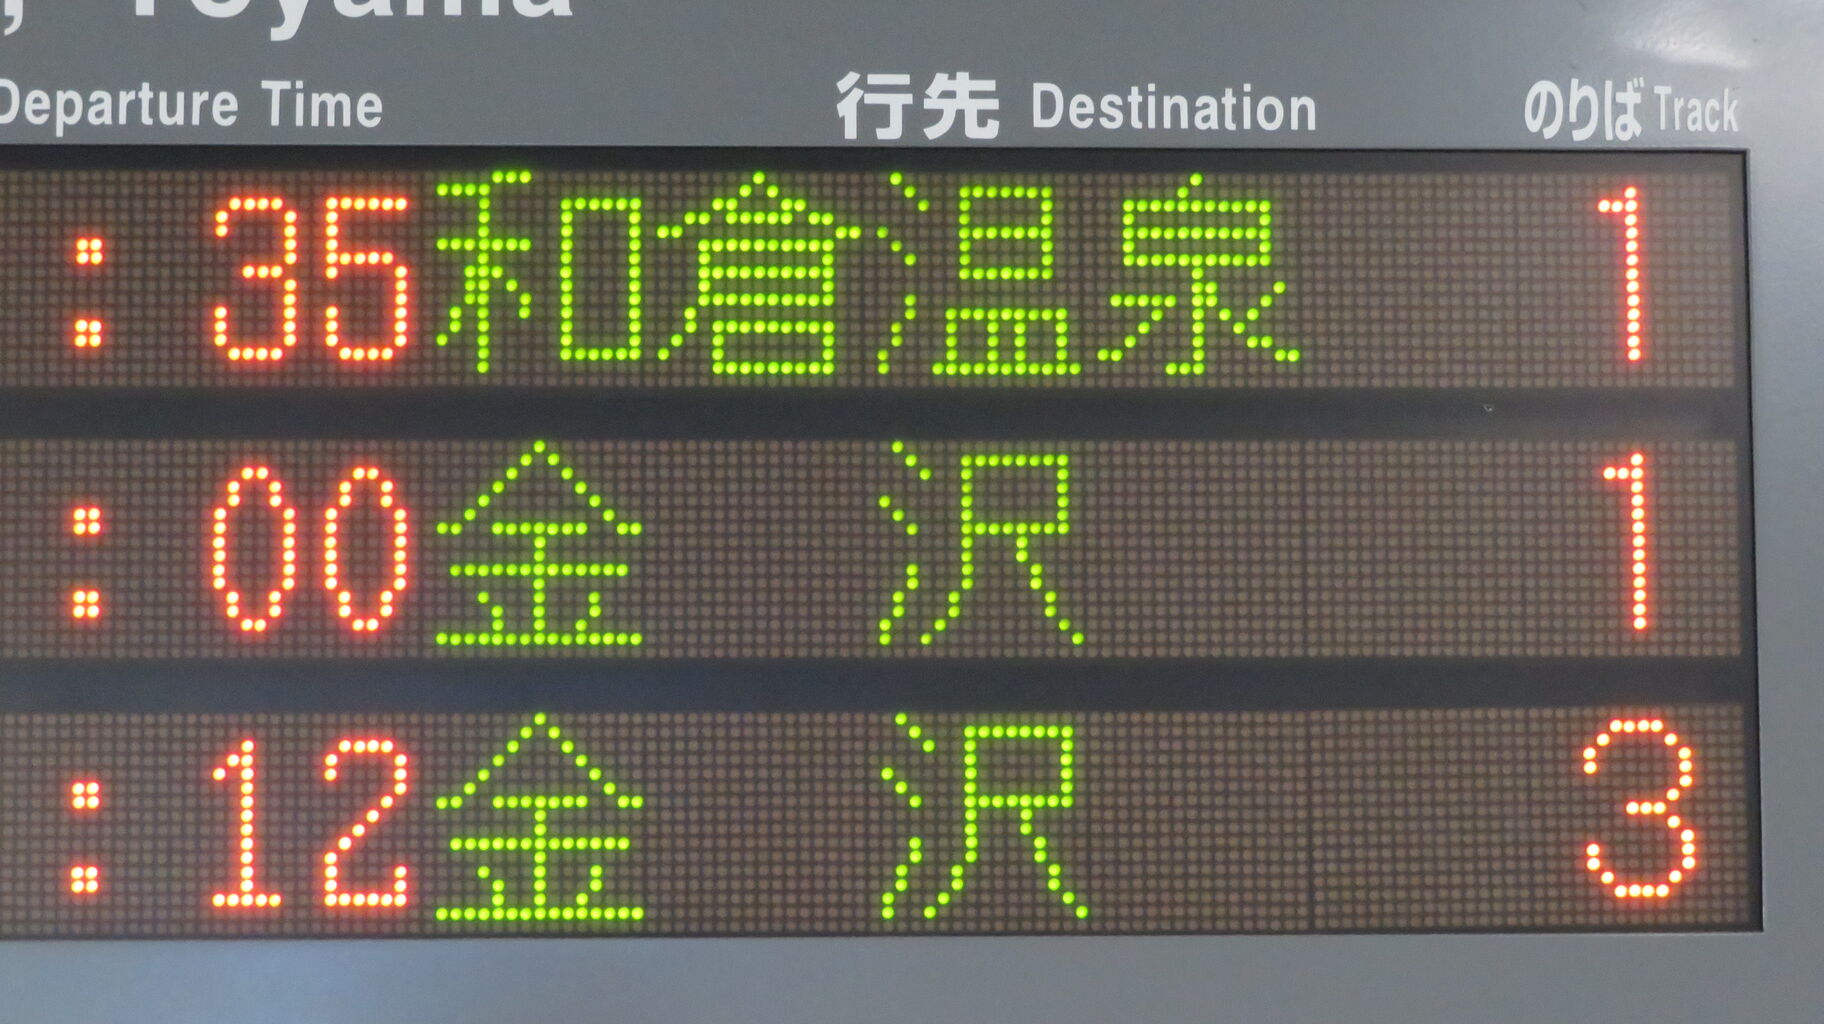 , Toyama
Departure Time 行先 Destination のりば Track
:35 和倉温泉 1
:00 金沢 1
:12 金沢 3